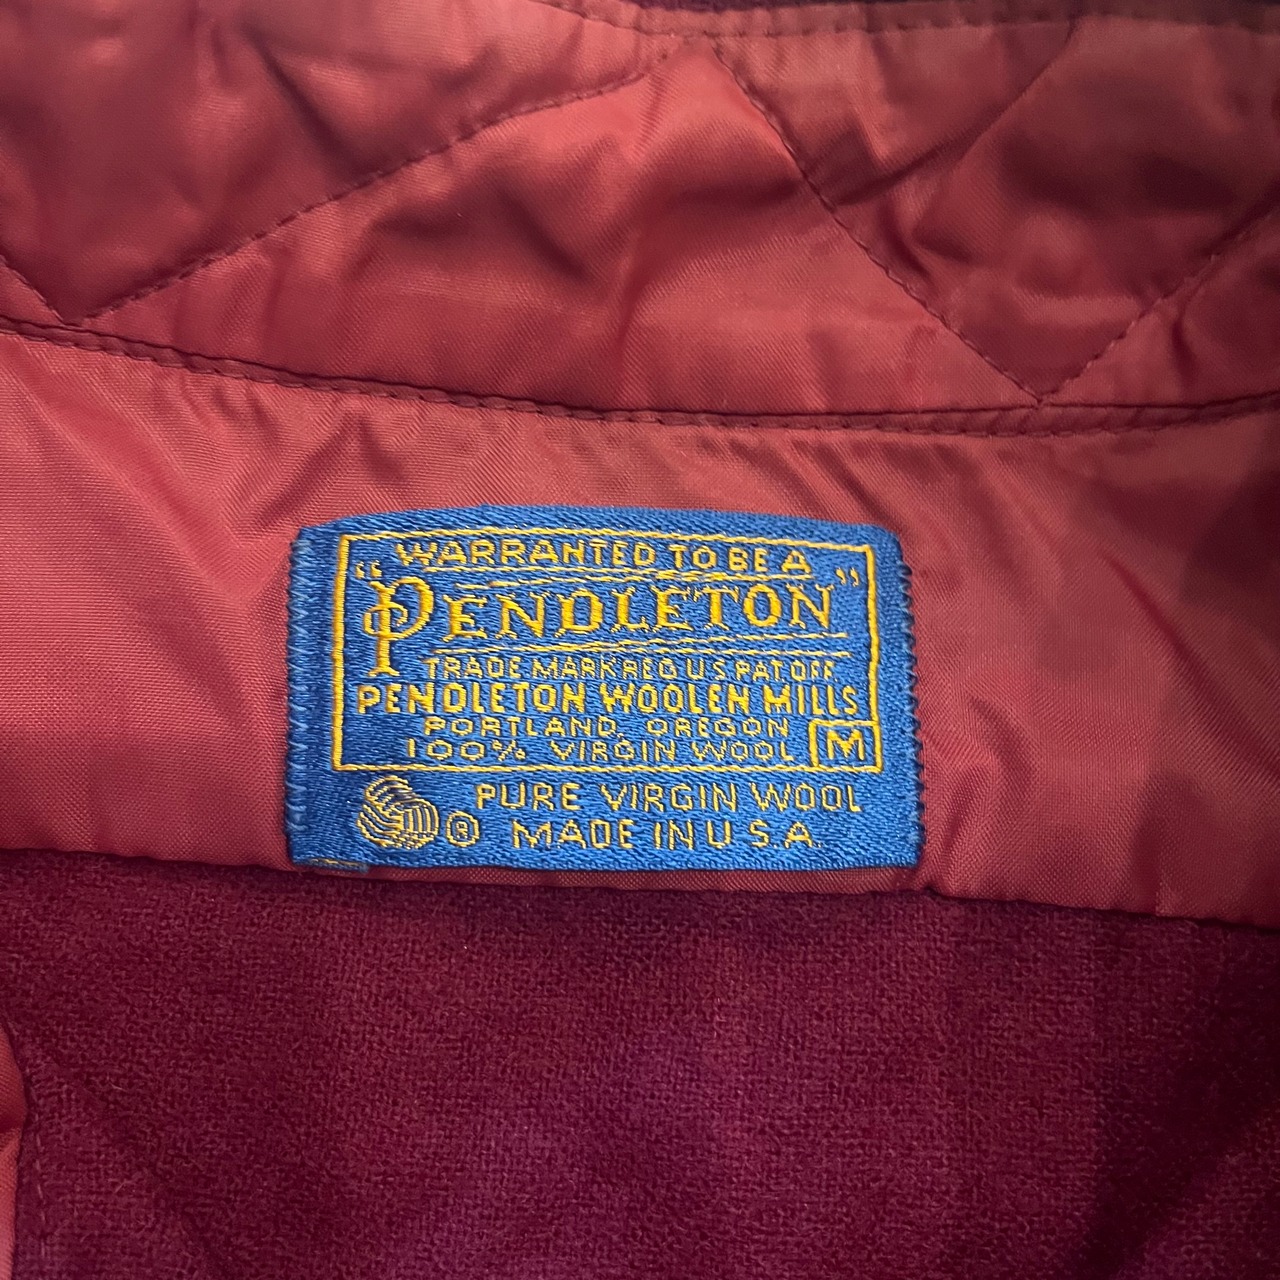 WARRANTED TO BE A
"PENDLETON"
TRADE MARK REG U S PAT. OFF
PENDLETON WOOLEN MILLS
PORTLAND, OREGON
100% VIRGIN WOOL M
PURE VIRGIN WOOL
® MADE IN U.S.A.